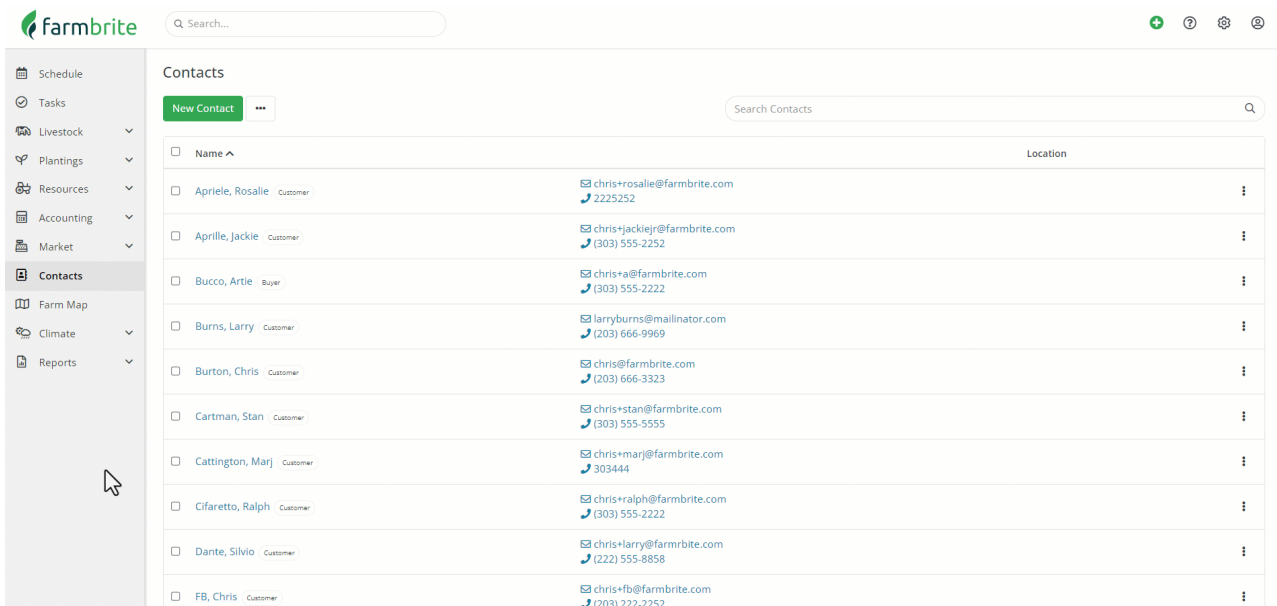 farmbrite
Search...
Schedule
Tasks
Livestock
Plantings
Resources
Accounting
Market
Contacts
Farm Map
Climate
Reports
Contacts
New Contact
Search Contacts
Name Location
Apriele, Rosalie Customer
chris+rosalie@farmbrite.com
2225252
Aprille, Jackie Customer
chris+jackiejr@farmbrite.com
(303) 555-2252
Bucco, Artie Buyer
chris+a@farmbrite.com
(303) 555-2222
Burns, Larry Customer
larryburns@mailinator.com
(203) 666-9969
Burton, Chris Customer
chris@farmbrite.com
(203) 666-3323
Cartman, Stan Customer
chris+stan@farmbrite.com
(303) 555-5555
Cattington, Marj Customer
chris+marj@farmbrite.com
303444
Cifaretto, Ralph Customer
chris+ralph@farmbrite.com
(303) 555-2222
Dante, Silvio Customer
chris+larry@farmrbite.com
(222) 555-8858
FB, Chris Customer
chris+fb@farmbrite.com
(203) 222-2252